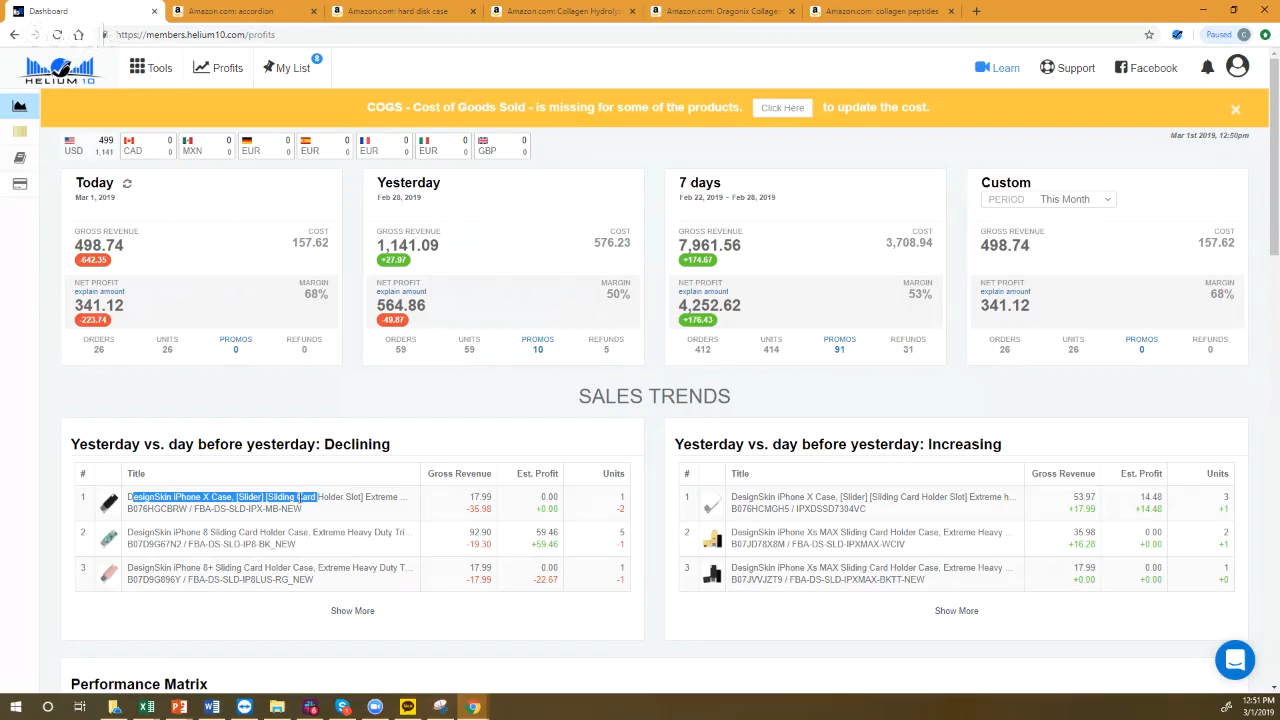 Dashboard
Amazon.com: accordion
Amazon.com: hard disk case
Amazon.com: Collagen Hydroly
Amazon.com: Oragonix Collage
Amazon.com: collagen peptides
https://members.helium10.com/profits
Paused
C
HELIUM 10
Tools
Profits
My List
8
Learn
Support
Facebook
COGS - Cost of Goods Sold - is missing for some of the products. Click Here to update the cost.
Mar 1st 2019, 12:50pm
USD 499 1,141
CAD 0 0
MXN 0 0
EUR 0 0
EUR 0 0
EUR 0 0
EUR 0 0
GBP 0 0
Today
Mar 1, 2019
GROSS REVENUE COST
498.74 157.62
-642.35
NET PROFIT MARGIN
explain amount 68%
341.12
-223.74
ORDERS UNITS PROMOS REFUNDS
26 26 0 0
Yesterday
Feb 28, 2019
GROSS REVENUE COST
1,141.09 576.23
+27.97
NET PROFIT MARGIN
explain amount 50%
564.86
-49.87
ORDERS UNITS PROMOS REFUNDS
59 59 10 5
7 days
Feb 22, 2019 - Feb 28, 2019
GROSS REVENUE COST
7,961.56 3,708.94
+174.67
NET PROFIT MARGIN
explain amount 53%
4,252.62
+176.43
ORDERS UNITS PROMOS REFUNDS
412 414 91 31
Custom
PERIOD This Month
GROSS REVENUE COST
498.74 157.62
NET PROFIT MARGIN
explain amount 68%
341.12
ORDERS UNITS PROMOS REFUNDS
26 26 0 0
SALES TRENDS
Yesterday vs. day before yesterday: Declining
# Title Gross Revenue Est. Profit Units
1 DesignSkin iPhone X Case, [Slider] [Sliding Card Holder Slot] Extreme ... 17.99 0.00 1
B076HGCBRW / FBA-DS-SLD-IPX-MB-NEW -35.98 +0.00 -2
2 DesignSkin iPhone 8 Sliding Card Holder Case, Extreme Heavy Duty Tri... 92.90 59.46 5
B07D9G67N2 / FBA-DS-SLD-IP8-BK_NEW -19.30 +59.46 -1
3 DesignSkin iPhone 8+ Sliding Card Holder Case, Extreme Heavy Duty T... 17.99 0.00 1
B07D9G896Y / FBA-DS-SLD-IP8LUS-RG_NEW -17.99 -22.67 -1
Show More
Yesterday vs. day before yesterday: Increasing
# Title Gross Revenue Est. Profit Units
1 DesignSkin iPhone X Case, [Slider] [Sliding Card Holder Slot] Extreme h... 53.97 14.48 3
B076HCMGH5 / IPXDSSD7304VC +17.99 +14.48 +1
2 DesignSkin iPhone Xs MAX Sliding Card Holder Case, Extreme Heavy ... 35.98 0.00 2
B07JD78X8M / FBA-DS-SLD-IPXMAX-WCIV +16.28 +0.00 +1
3 DesignSkin iPhone Xs MAX Sliding Card Holder Case, Extreme Heavy ... 17.99 0.00 1
B07JVVJZT9 / FBA-DS-SLD-IPXMAX-BKTT-NEW +0.00 +0.00 +0
Show More
Performance Matrix
12:51 PM
3/1/2019